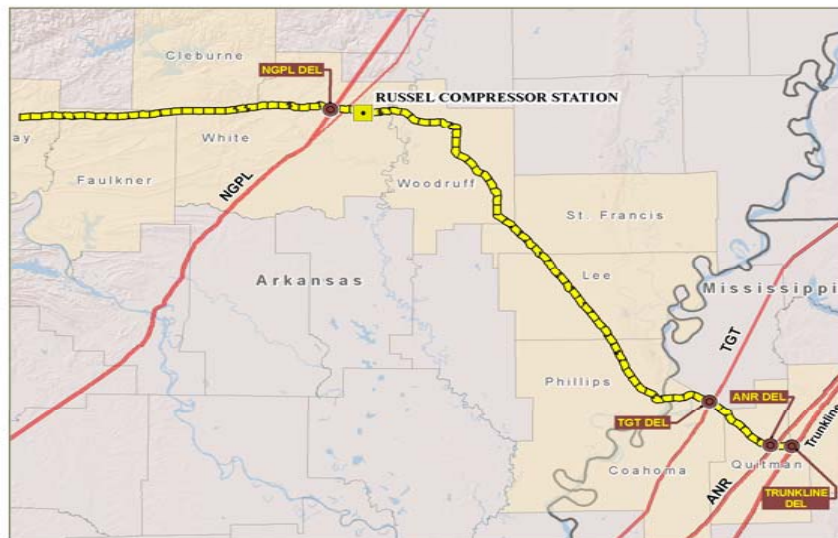 Cleburne
NGPL DEL
RUSSEL COMPRESSOR STATION
ay
White
Faulkner
NGPL
Woodruff
St. Francis
Arkansas
Lee
Mississippi
TGT
Phillips
ANR DEL
TGT DEL
Trunkline
Coahoma
Quitman
ANR
TRUNKLINE
DEL